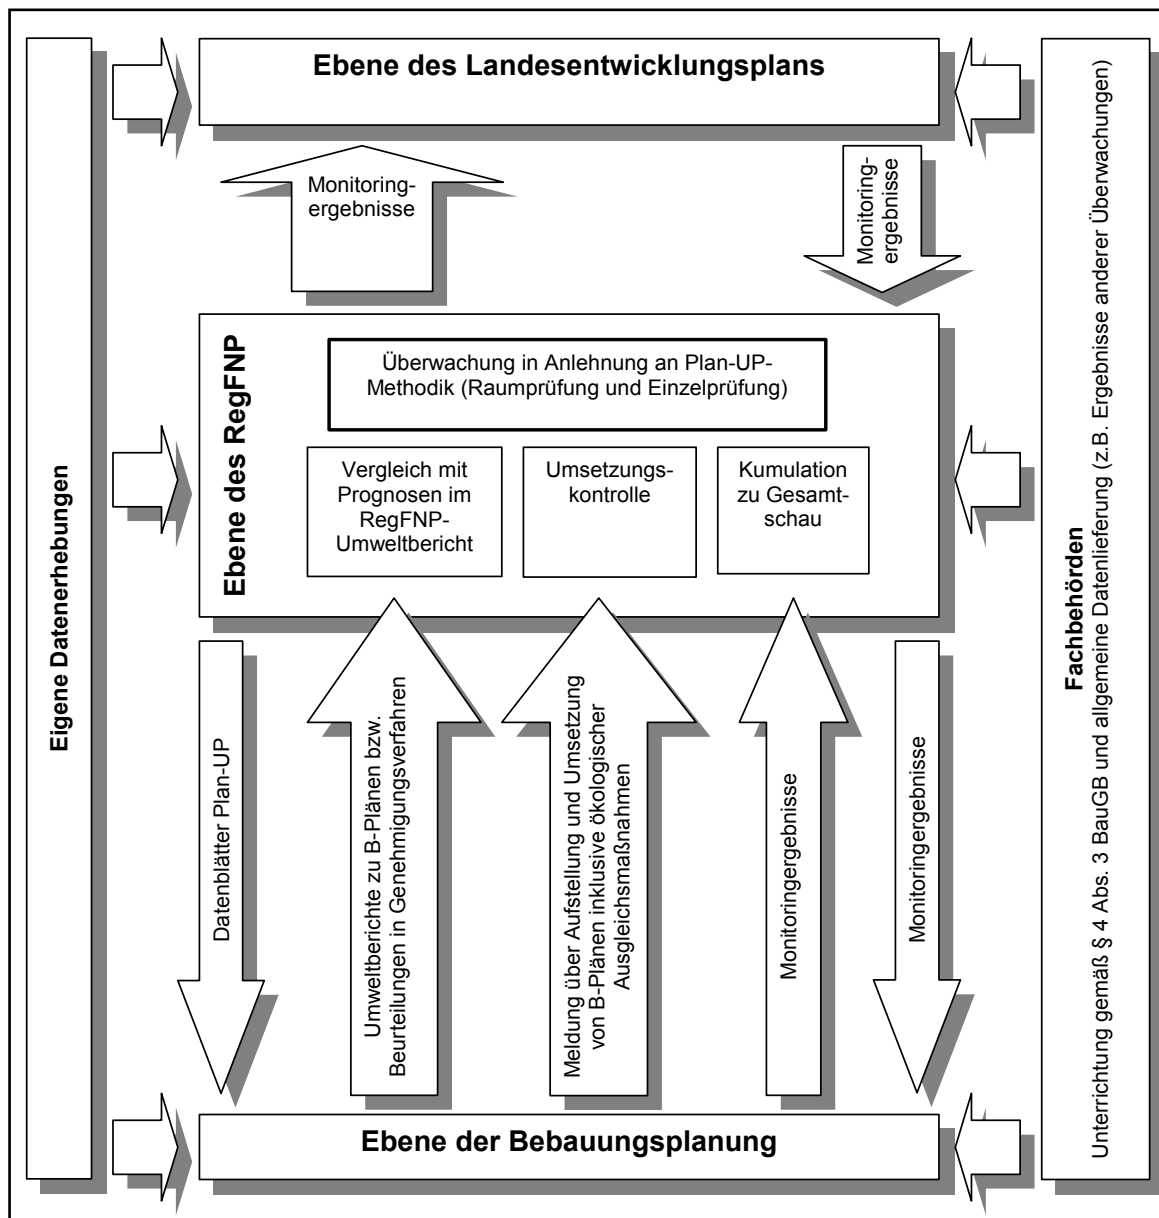 Ebene des Landesentwicklungsplans
Monitoring-
ergebnisse
Monitoring-
ergebnisse
Eigene Datenerhebungen
Ebene des RegFNP
Überwachung in Anlehnung an Plan-UP-
Methodik (Raumprüfung und Einzelprüfung)
Vergleich mit
Prognosen im
RegFNP-
Umweltbericht
Umsetzungs-
kontrolle
Kumulation
zu Gesamt-
schau
Fachbehörden
Unterrichtung gemäß § 4 Abs. 3 BauGB und allgemeine Datenlieferung (z.B. Ergebnisse anderer Überwachungen)
Datenblätter Plan-UP
Umweltberichte zu B-Plänen bzw.
Beurteilungen in Genehmigungsverfahren
Meldung über Aufstellung und Umsetzung
von B-Plänen inklusive ökologischer
Ausgleichsmaßnahmen
Monitoringergebnisse
Monitoringergebnisse
Ebene der Bebauungsplanung